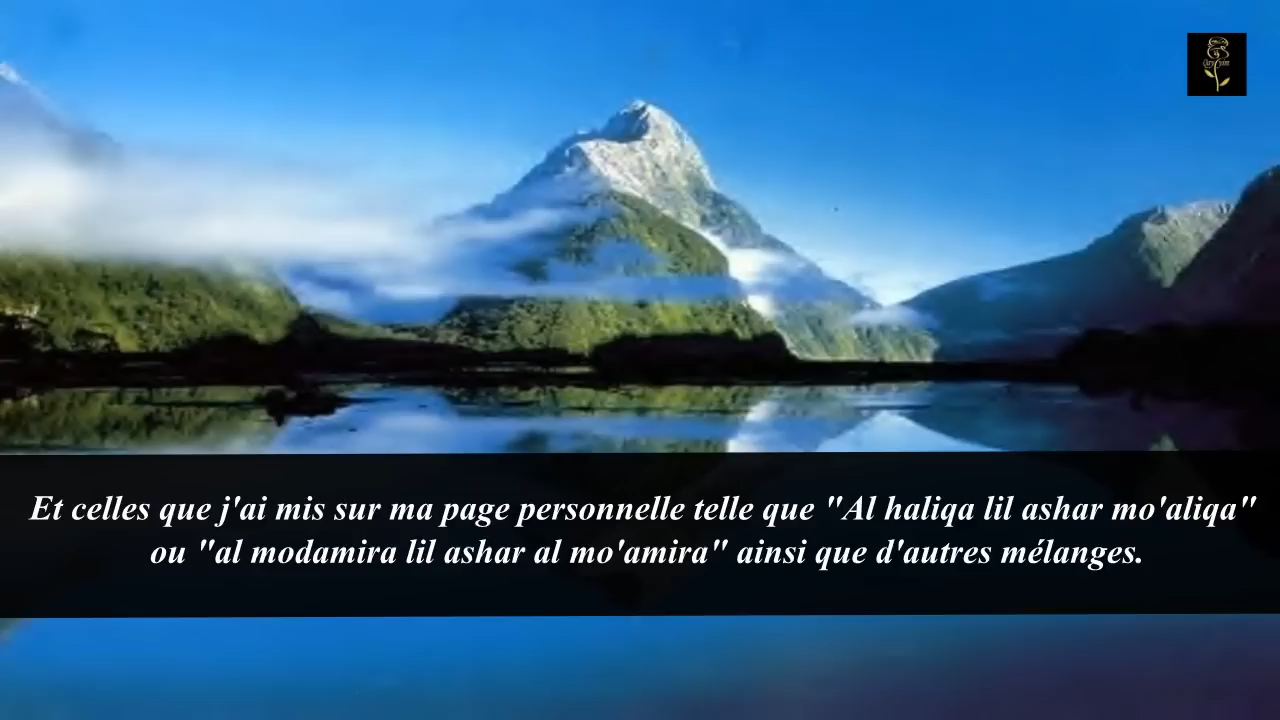 Et celles que j'ai mis sur ma page personnelle telle que "Al haliqa lil ashar mo'aliqa"
ou "al modamira lil ashar al mo'amira" ainsi que d'autres mélanges.